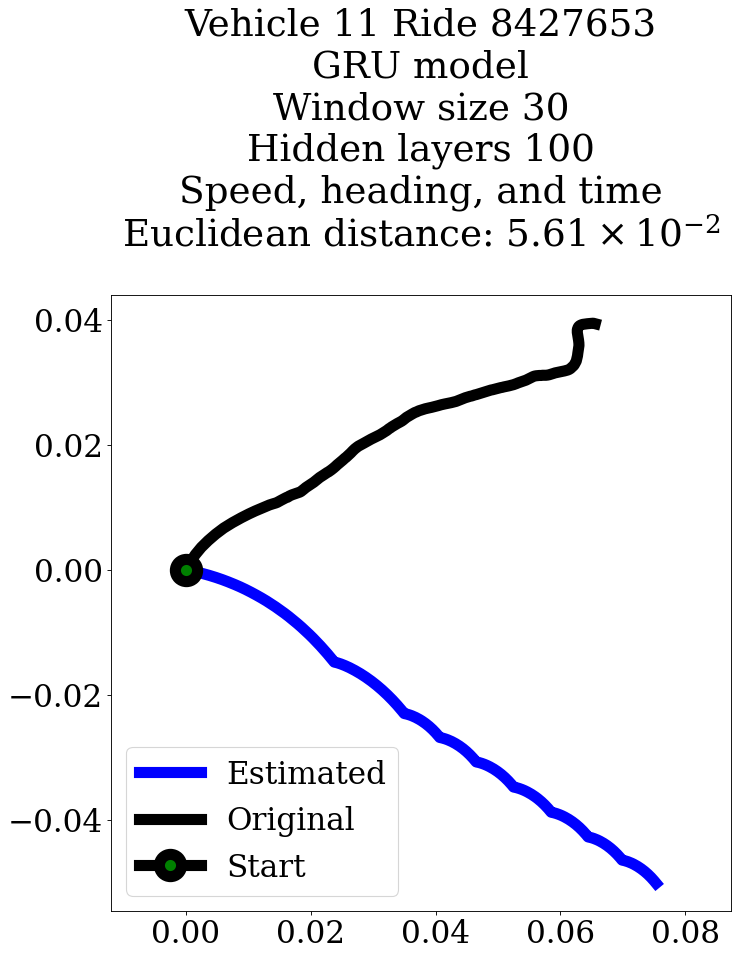 Vehicle 11 Ride 8427653
GRU model
Window size 30
Hidden layers 100
Speed, heading, and time
Euclidean distance: 5.61 × 10⁻²
0.04
0.02
0.00
−0.02
−0.04
Estimated
Original
Start
0.00 0.02 0.04 0.06 0.08